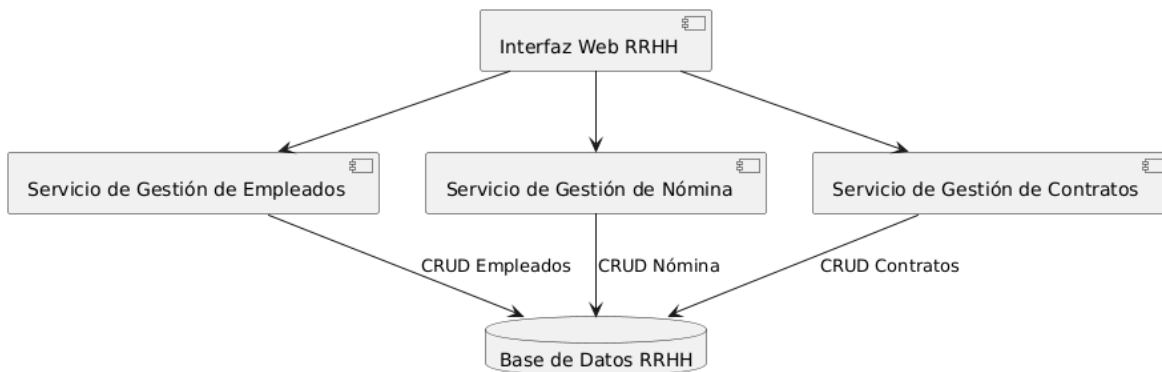 Interfaz Web RRHH
Servicio de Gestión de Empleados
Servicio de Gestión de Nómina
Servicio de Gestión de Contratos
CRUD Empleados
CRUD Nómina
CRUD Contratos
Base de Datos RRHH